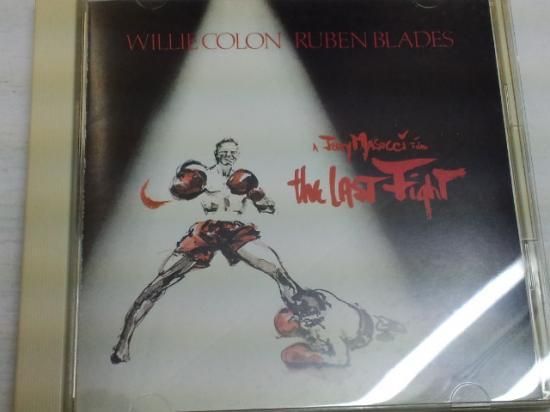 WILLIE COLON RUBEN BLADES
A Jerry Masucci Film
the LAST FigHt